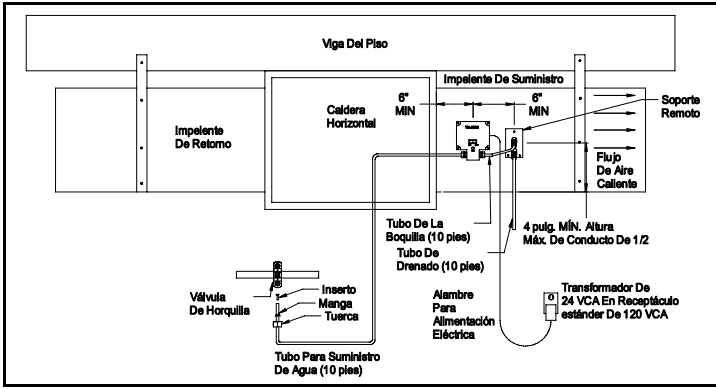 Viga Del Piso
Impelente De Suministro
6"
MIN
6"
MIN
Caldera
Horizontal
Soporte
Remoto
Impelente
De Retorno
Flujo
De Aire
Caliente
Tubo De La
Boquilla (10 pies)
4 pulg. MÍN. Altura
Máx. De Conducto De 1/2
Tubo De
Drenado (10 pies)
Válvula
De Horquilla
Inserto
Manga
Tuerca
Alambre
Para
Alimentación
Eléctrica
Transformador De
24 VCA En Receptáculo
estándar De 120 VCA
Tubo Para Suministro
De Agua (10 pies)